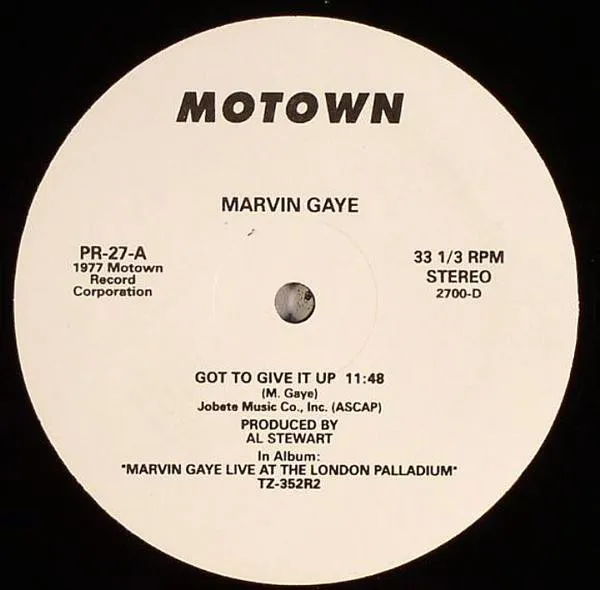 MOTOWN
MARVIN GAYE
PR-27-A
1977 Motown
Record
Corporation
33 1/3 RPM
STEREO
2700-D
GOT TO GIVE IT UP 11:48
(M. Gaye)
Jobete Music Co., Inc. (ASCAP)
PRODUCED BY
AL STEWART
In Album:
"MARVIN GAYE LIVE AT THE LONDON PALLADIUM"
TZ-352R2